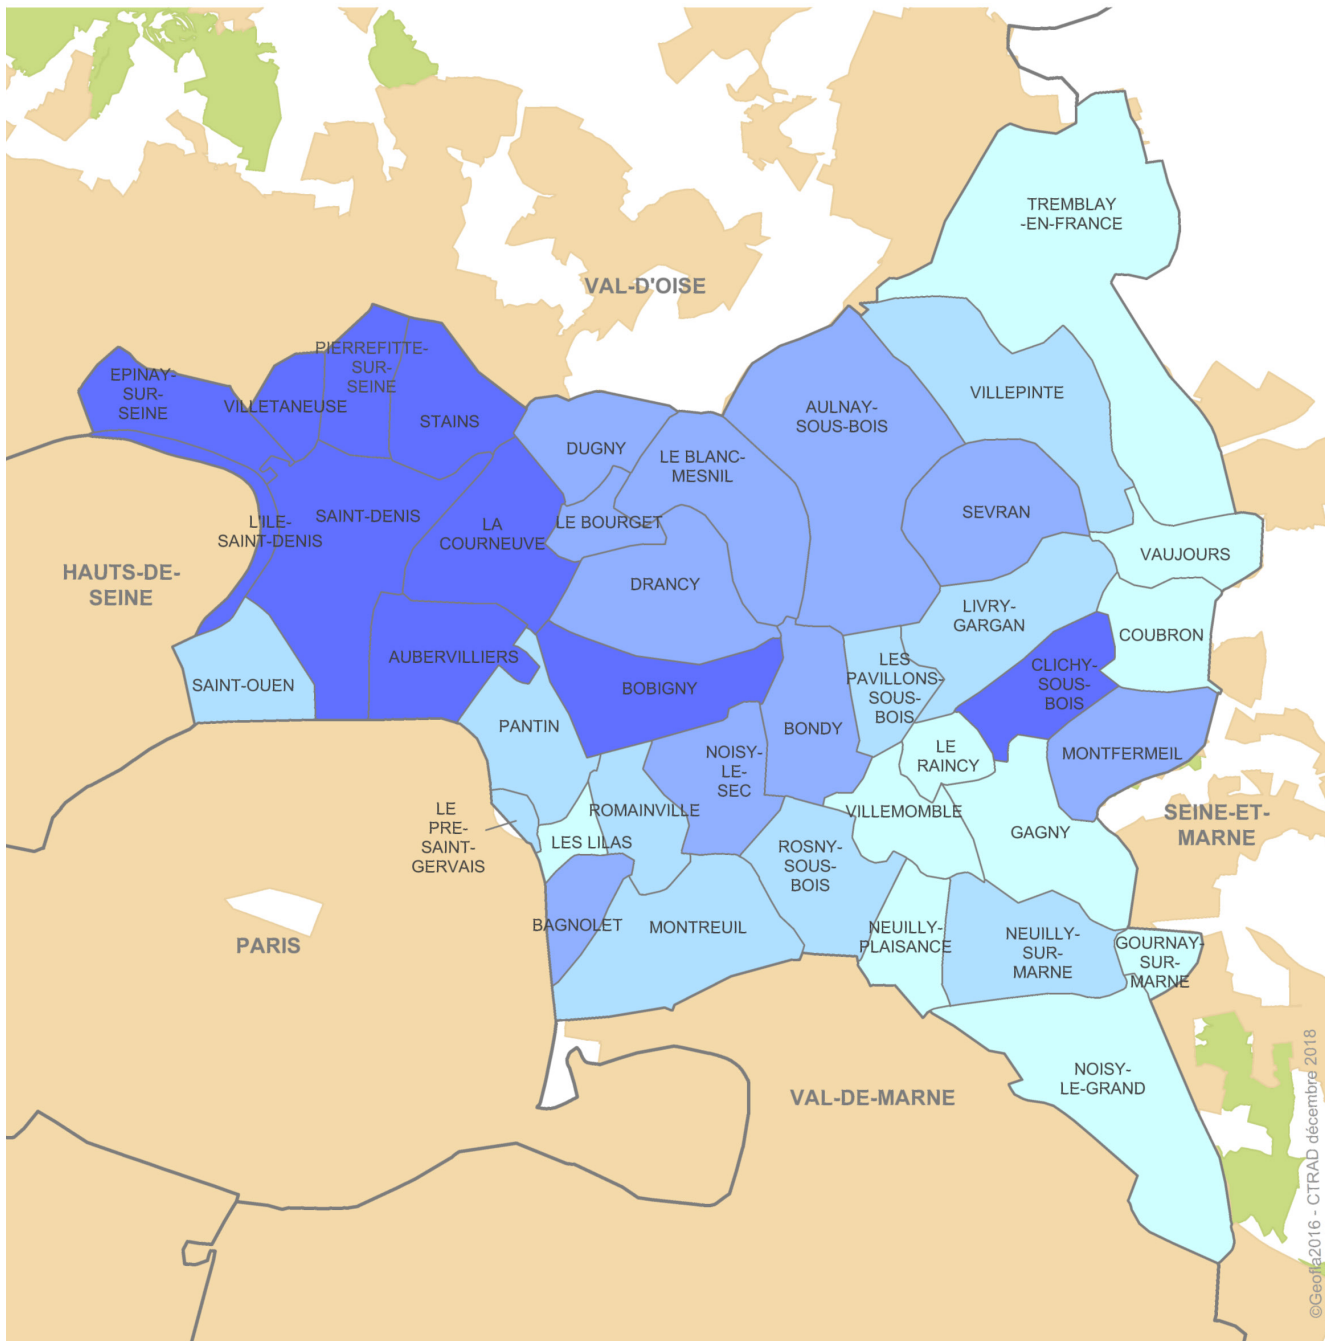 TREMBLAY
-EN-FRANCE
VAL-D'OISE
PIERREFITTE-
SUR-
SEINE
EPINAY-
SUR-
SEINE
VILLETANEUSE
STAINS
VILLEPINTE
AULNAY-
SOUS-BOIS
DUGNY
LE BLANC-
MESNIL
SAINT-DENIS
L'ILE-
SAINT-DENIS
LA
COURNEUVE
LE BOURGET
SEVRAN
VAUJOURS
HAUTS-DE-
SEINE
DRANCY
LIVRY-
GARGAN
COUBRON
SAINT-OUEN
AUBERVILLIERS
BOBIGNY
LES
PAVILLONS-
SOUS-
BOIS
CLICHY-
SOUS-
BOIS
PANTIN
BONDY
NOISY-
LE-
SEC
LE
RAINCY
MONTFERMEIL
LE
PRE-
SAINT-
GERVAIS
ROMAINVILLE
VILLEMOMBLE
GAGNY
SEINE-ET-
MARNE
LES LILAS
ROSNY-
SOUS-
BOIS
PARIS
BAGNOLET
MONTREUIL
NEUILLY-
PLAISANCE
NEUILLY-
SUR-
MARNE
GOURNAY-
SUR-
MARNE
VAL-DE-MARNE
NOISY-
LE-GRAND
©Geofla2016 - CTRAD décembre 2018